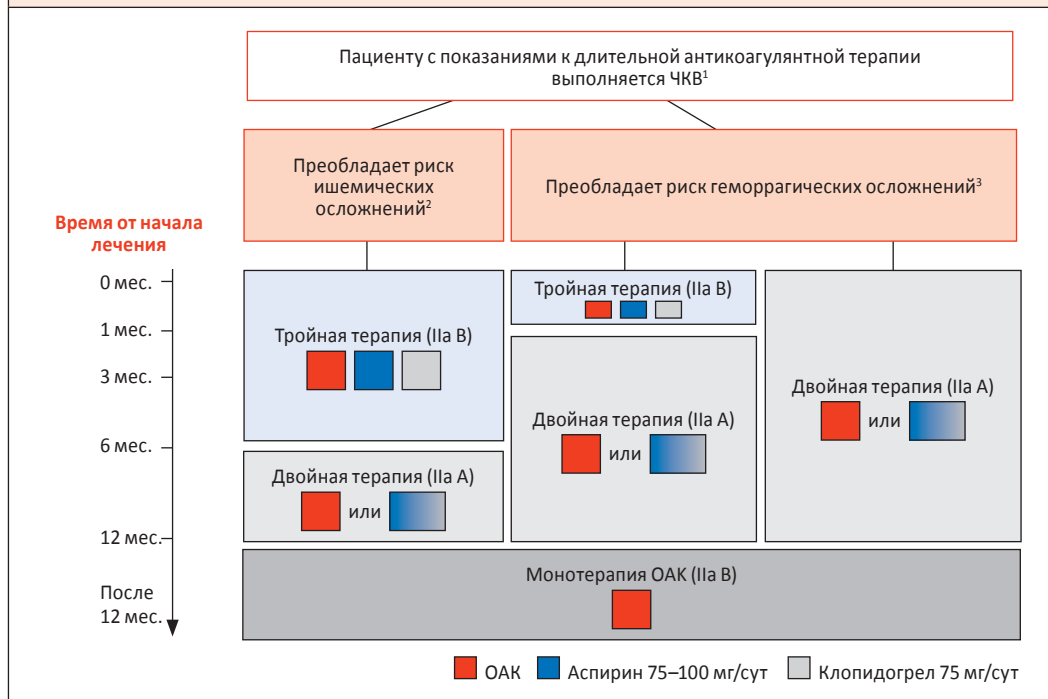 Пациенту с показаниями к длительной антикоагулянтной терапии
выполняется ЧКВ¹
Преобладает риск
ишемических
осложнений²
Преобладает риск геморрагических осложнений³
Время от начала
лечения
0 мес.
1 мес.
3 мес.
6 мес.
12 мес.
После
12 мес.
Тройная терапия (IIa B)
Двойная терапия (IIa A)
или
Тройная терапия (IIa B)
Двойная терапия (IIa A)
или
Двойная терапия (IIa A)
или
Монотерапия ОАК (IIa B)
ОАК
Аспирин 75–100 мг/сут
Клопидогрел 75 мг/сут